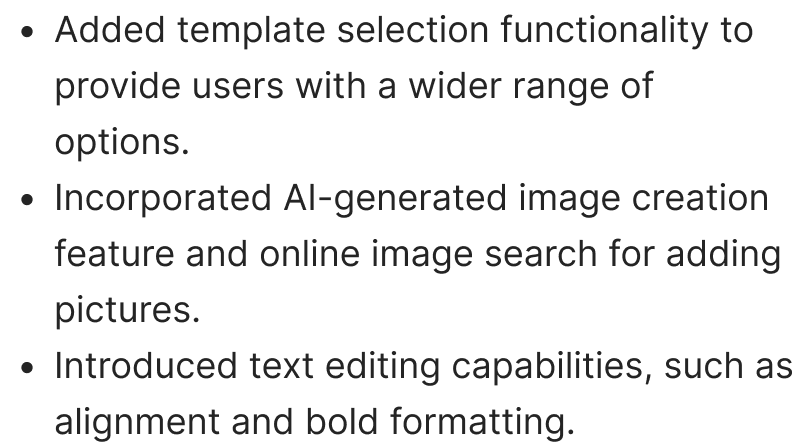 • Added template selection functionality to
provide users with a wider range of
options.
• Incorporated AI-generated image creation
feature and online image search for adding
pictures.
• Introduced text editing capabilities, such as
alignment and bold formatting.